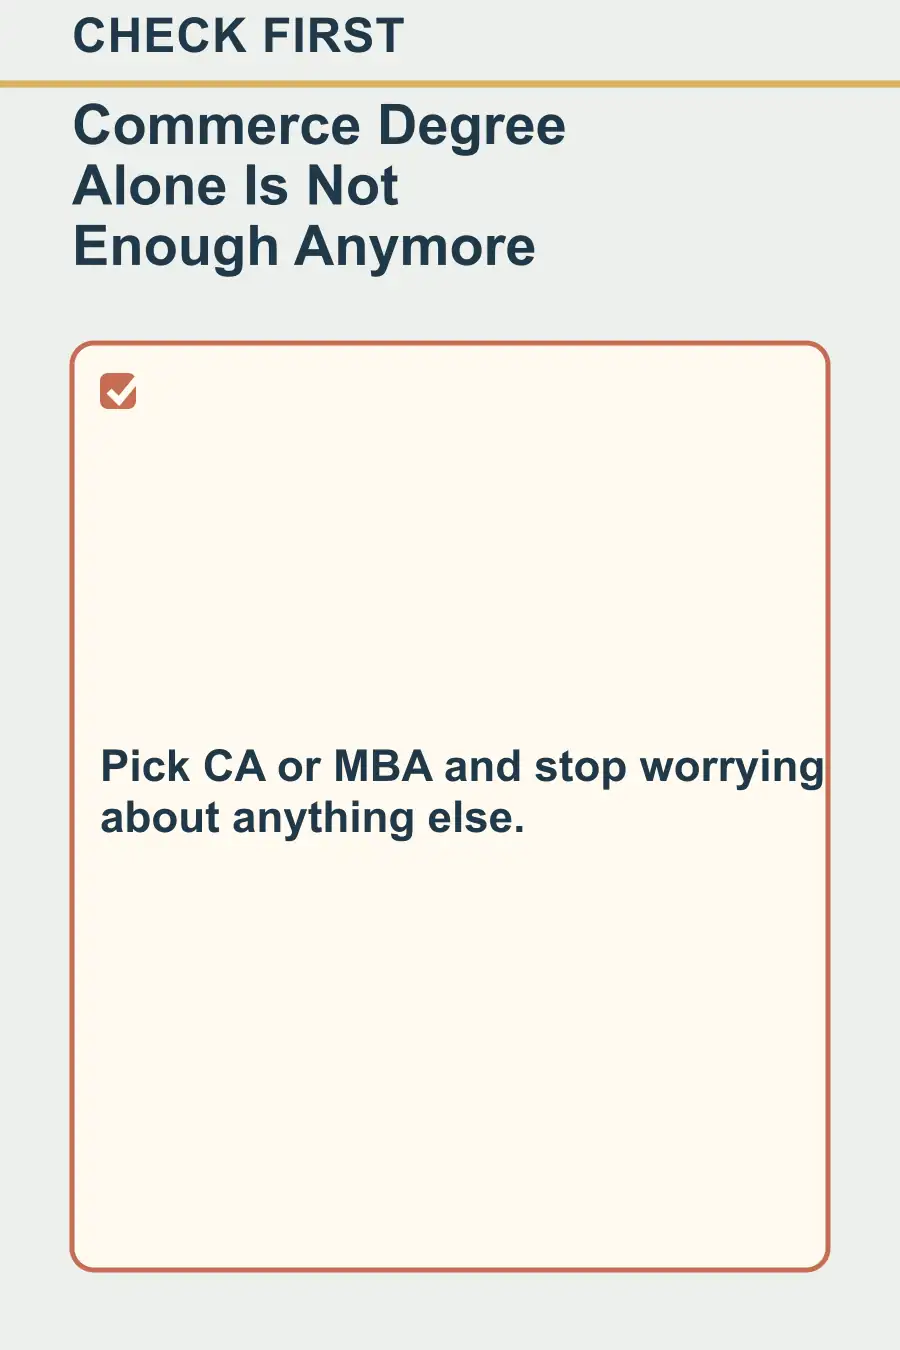 CHECK FIRST
Commerce Degree
Alone Is Not
Enough Anymore
Pick CA or MBA and stop worrying
about anything else.